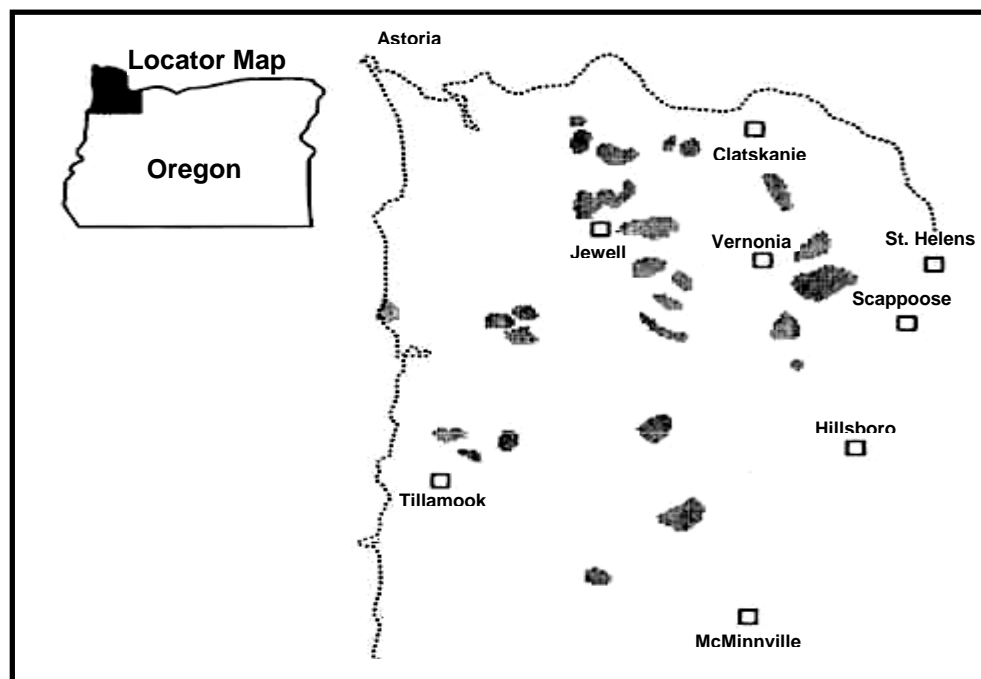 Astoria
Locator Map
Oregon
Clatskanie
Jewell
Vernonia
St. Helens
Scappoose
Hillsboro
Tillamook
McMinnville